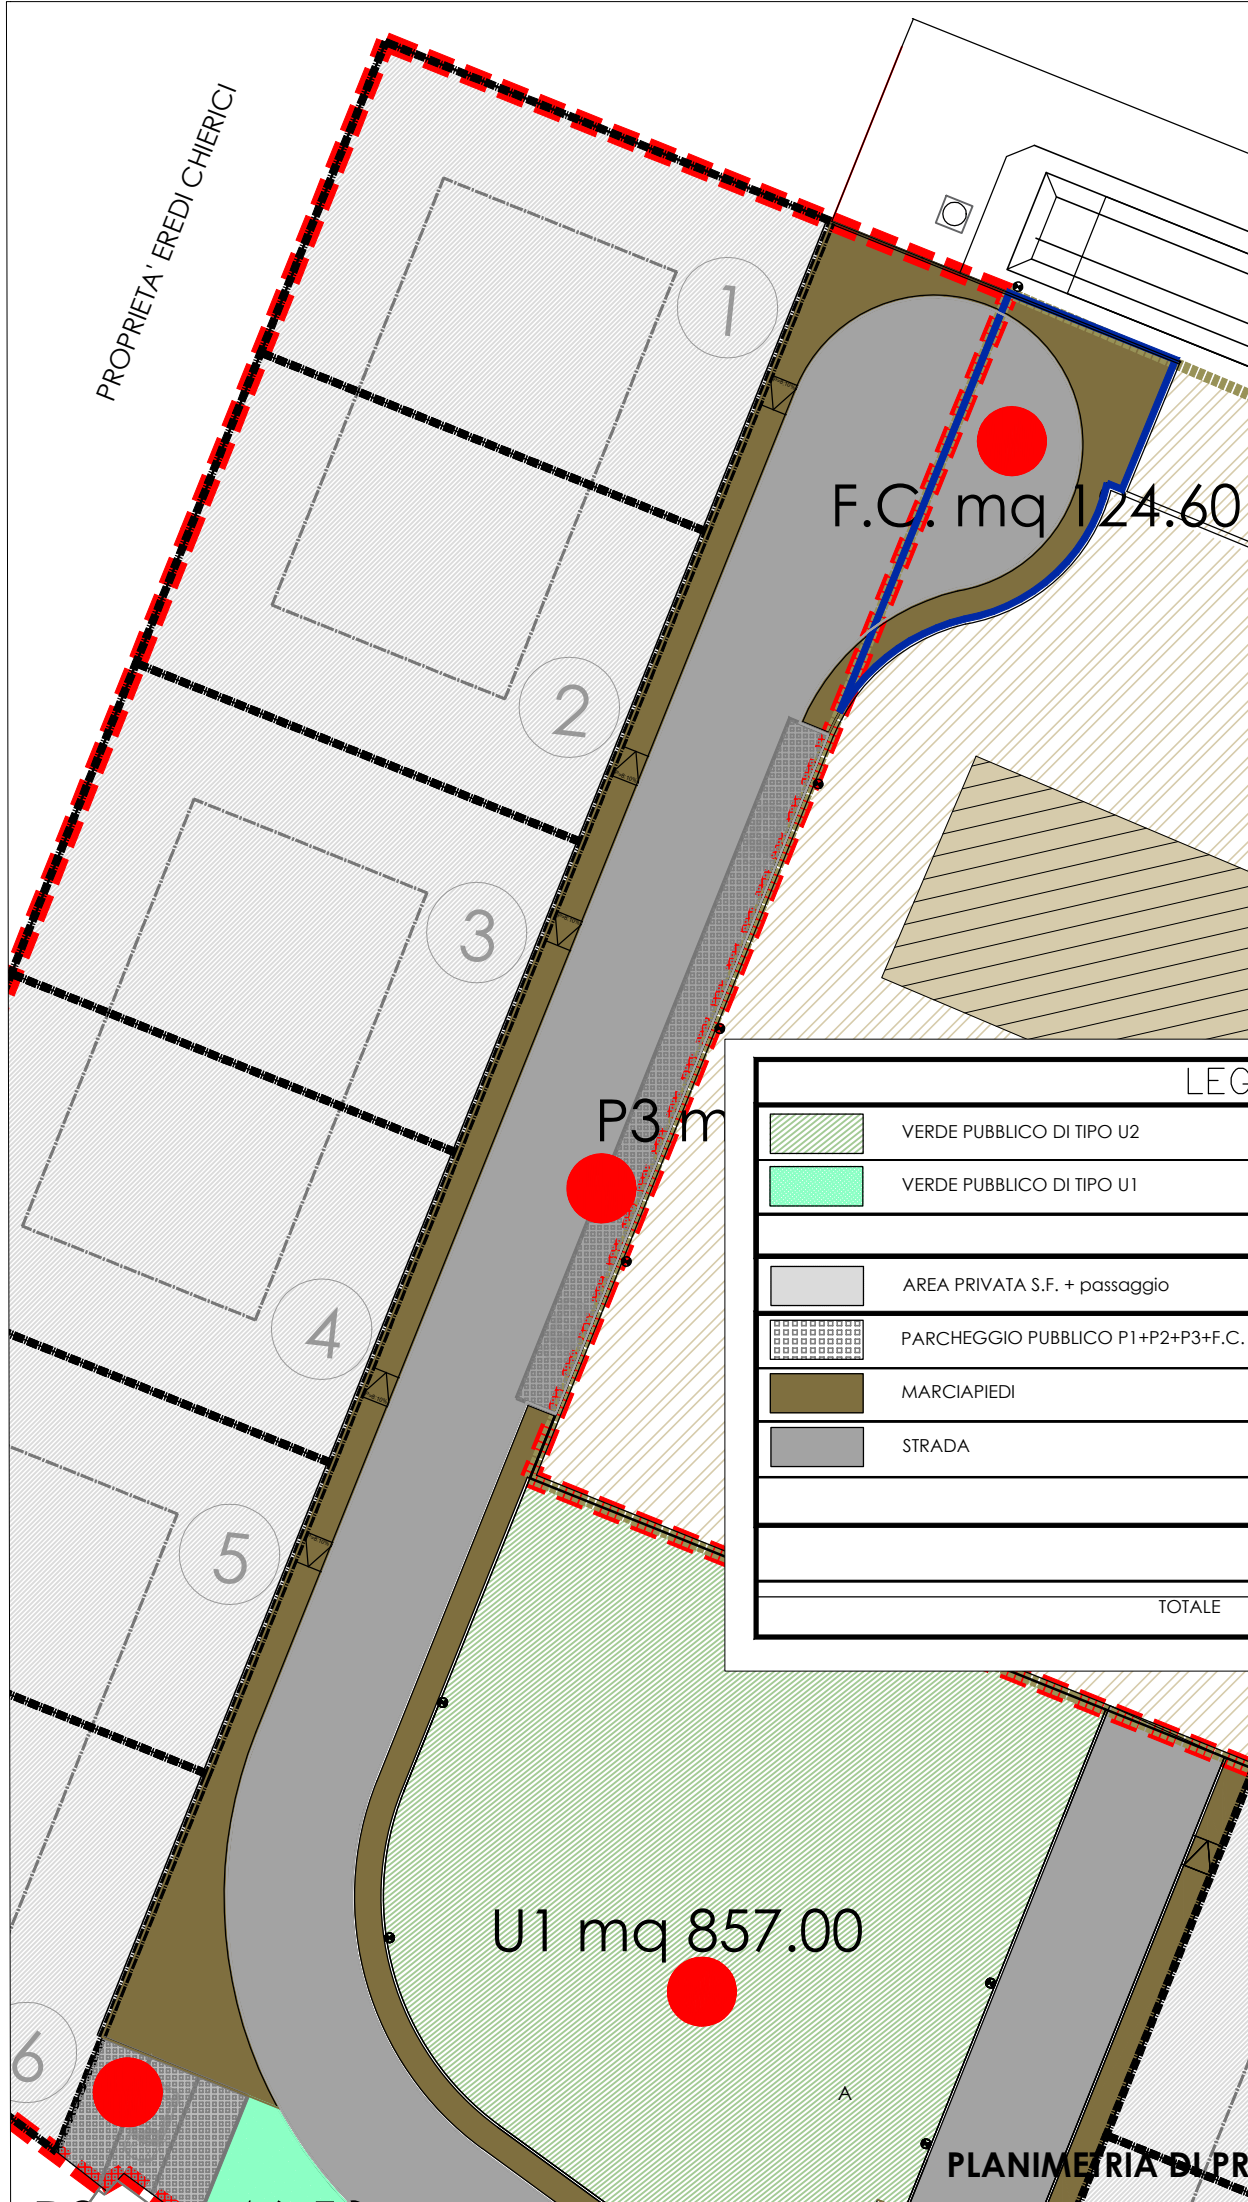 PROPRIETA' EREDI CHIERICI
1
F.C. mq 124.60
2
3
LEG
P3 m
VERDE PUBBLICO DI TIPO U2
VERDE PUBBLICO DI TIPO U1
AREA PRIVATA S.F. + passaggio
4
PARCHEGGIO PUBBLICO P1+P2+P3+F.C.
MARCIAPIEDI
STRADA
5
TOTALE
U1 mq 857.00
6
A
PLANIMETRIA DI PR